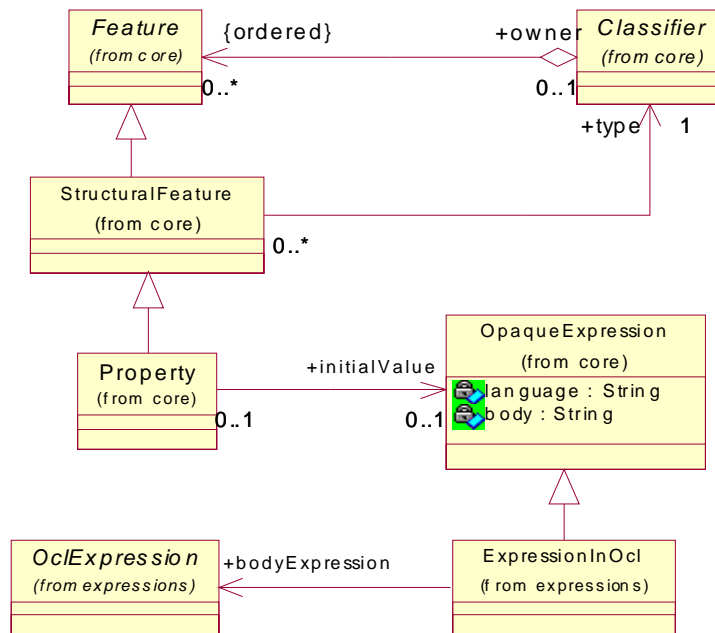 Feature
(from core)
{ordered}
+owner
Classifier
(from core)
0..*
0..1
+type
1
StructuralFeature
(from core)
0..*
OpaqueExpression
(from core)
Property
(from core)
+initialValue
language : String
body : String
0..1
0..1
OclExpression
(from expressions)
+bodyExpression
ExpressionInOcl
(from expressions)